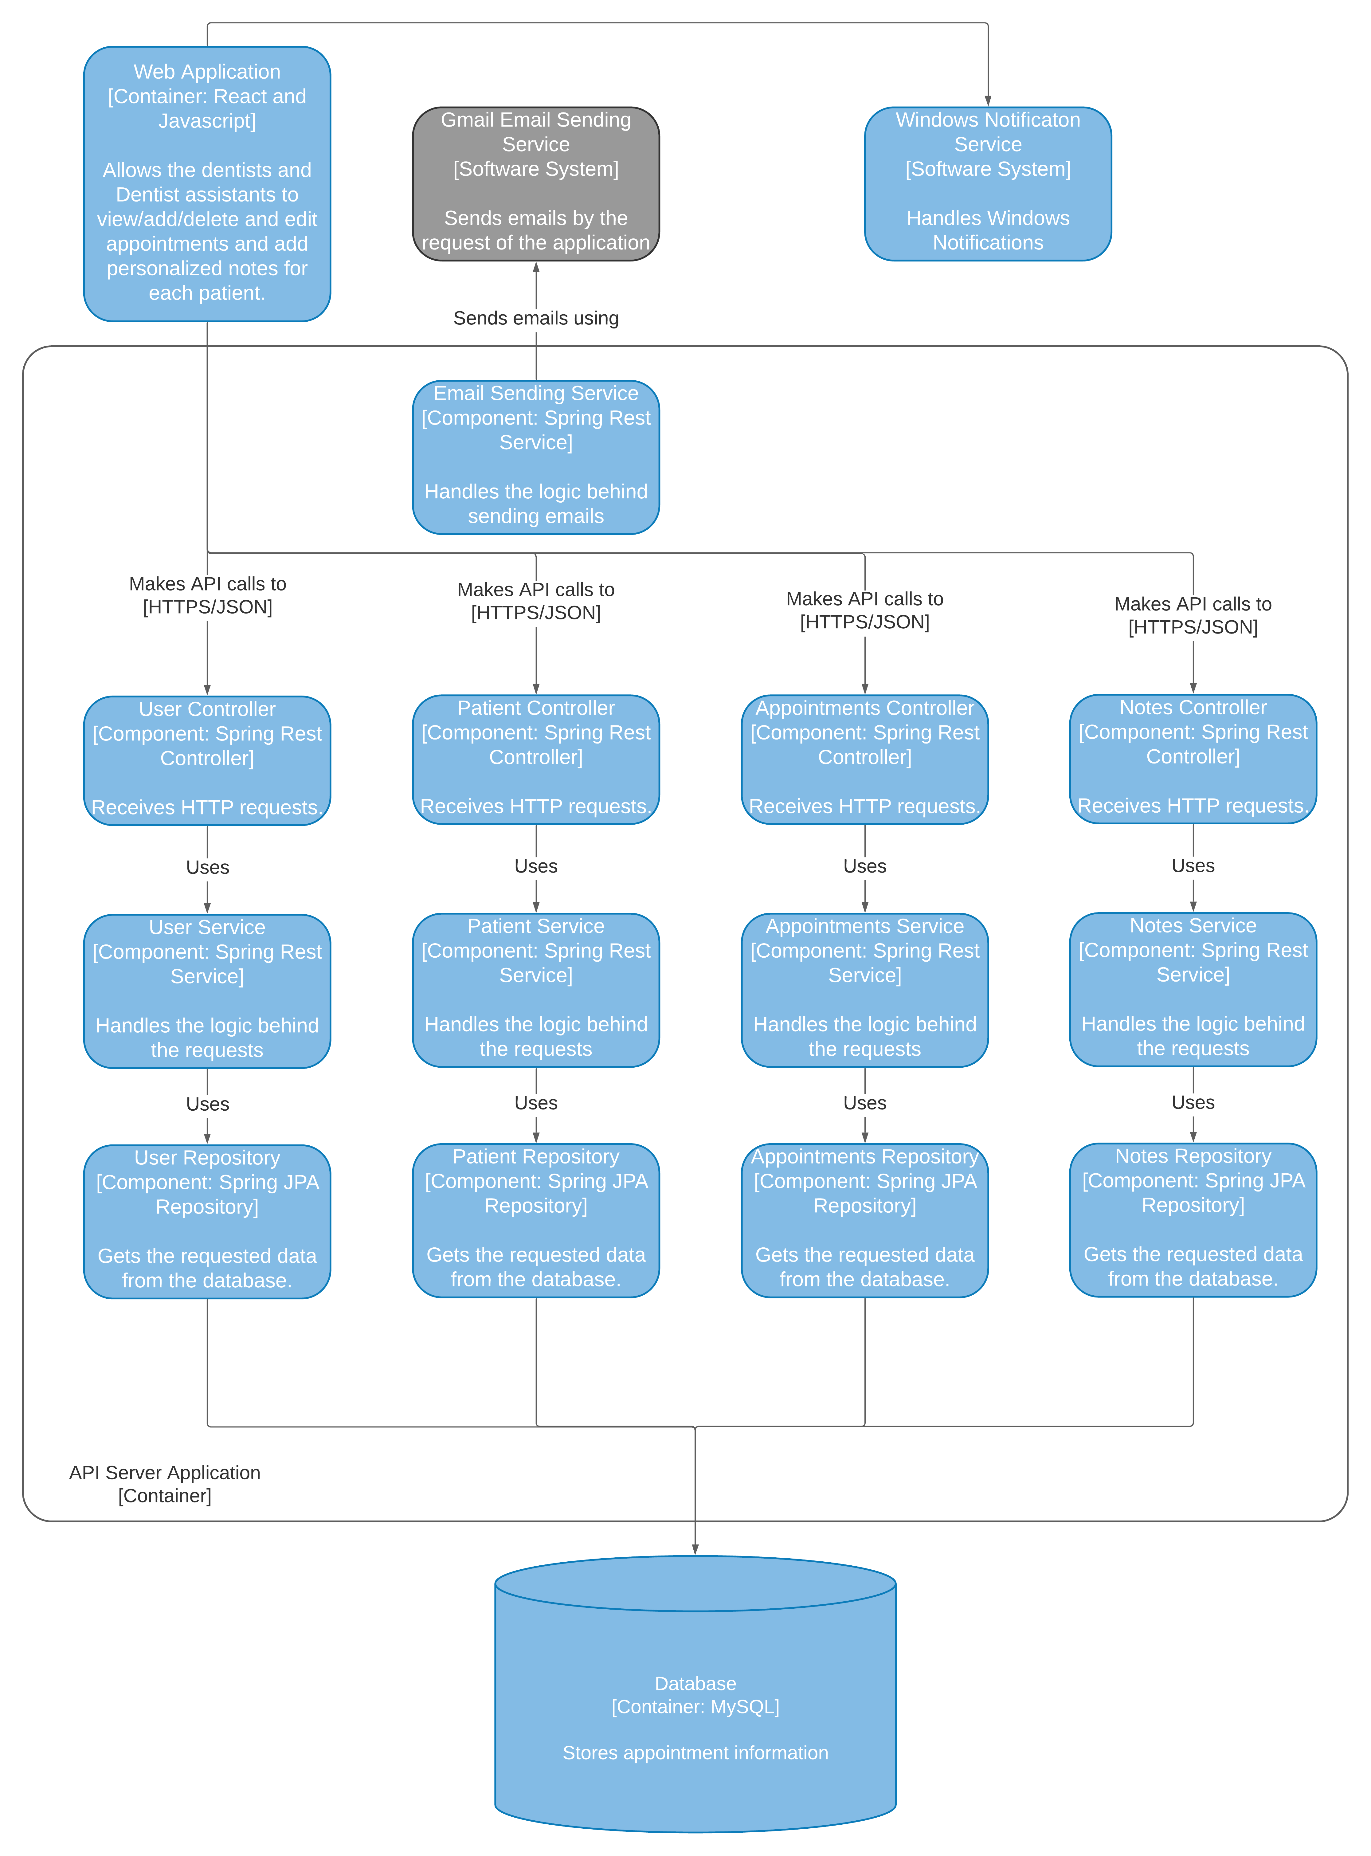 Web Application
[Container: React and
Javascript]
Allows the dentists and
Dentist assistants to
view/add/delete and edit
appointments and add
personalized notes for
each patient.
Gmail Email Sending
Service
[Software System]
Sends emails by the
request of the application
Windows Notificaton
Service
[Software System]
Handles Windows
Notifications
Sends emails using
Email Sending Service
[Component: Spring Rest
Service]
Handles the logic behind
sending emails
Makes API calls to
[HTTPS/JSON]
Makes API calls to
[HTTPS/JSON]
Makes API calls to
[HTTPS/JSON]
Makes API calls to
[HTTPS/JSON]
User Controller
[Component: Spring Rest
Controller]
Receives HTTP requests.
Patient Controller
[Component: Spring Rest
Controller]
Receives HTTP requests.
Appointments Controller
[Component: Spring Rest
Controller]
Receives HTTP requests.
Notes Controller
[Component: Spring Rest
Controller]
Receives HTTP requests.
Uses
Uses
Uses
Uses
User Service
[Component: Spring Rest
Service]
Handles the logic behind
the requests
Patient Service
[Component: Spring Rest
Service]
Handles the logic behind
the requests
Appointments Service
[Component: Spring Rest
Service]
Handles the logic behind
the requests
Notes Service
[Component: Spring Rest
Service]
Handles the logic behind
the requests
Uses
Uses
Uses
Uses
User Repository
[Component: Spring JPA
Repository]
Gets the requested data
from the database.
Patient Repository
[Component: Spring JPA
Repository]
Gets the requested data
from the database.
Appointments Repository
[Component: Spring JPA
Repository]
Gets the requested data
from the database.
Notes Repository
[Component: Spring JPA
Repository]
Gets the requested data
from the database.
API Server Application
[Container]
Database
[Container: MySQL]
Stores appointment information